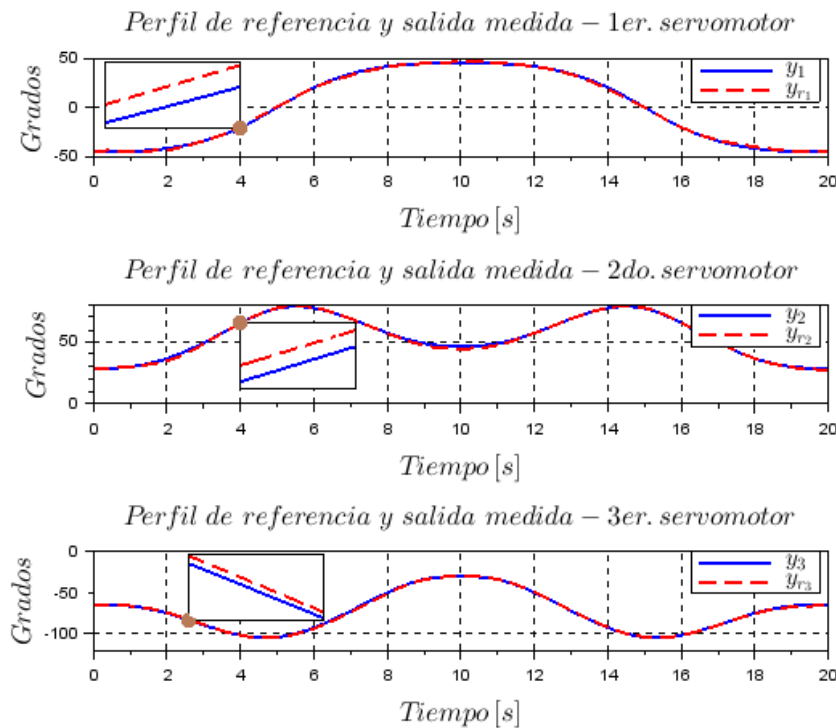 Perfil de referencia y salida medida − 1er. servomotor
50
0
-50
Grados
y₁
yᵣ₁
0 2 4 6 8 10 12 14 16 18 20
Tiempo [s]
Perfil de referencia y salida medida − 2do. servomotor
50
0
Grados
y₂
yᵣ₂
0 2 4 6 8 10 12 14 16 18 20
Tiempo [s]
Perfil de referencia y salida medida − 3er. servomotor
0
-50
-100
Grados
y₃
yᵣ₃
0 2 4 6 8 10 12 14 16 18 20
Tiempo [s]